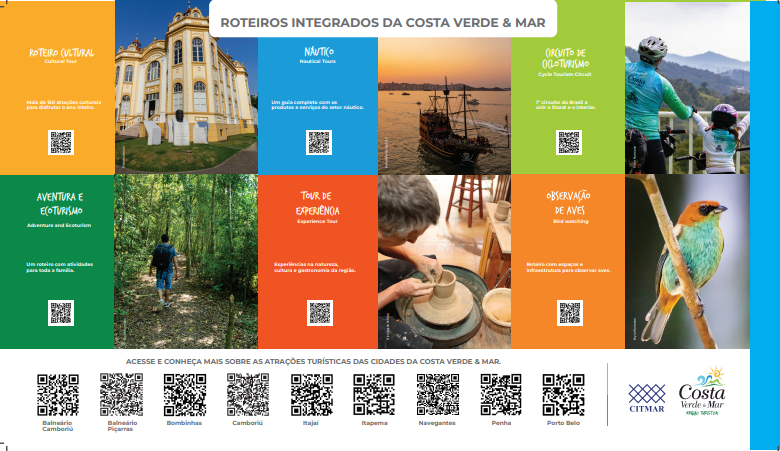 ROTEIROS INTEGRADOS DA COSTA VERDE & MAR
ROTEIRO CULTURAL
Cultural Tour
Mais de 150 atrações culturais
para disfrutar o ano inteiro.
NÁUTICO
Nautical Tours
Um guia completo com os
produtos e serviços do setor náutico.
CIRCUITO DE
CICLOTURISMO
Cycle Tourism Circuit
1º circuito do Brasil a
unir o litoral e o interior.
AVENTURA E
ECOTURISMO
Adventure and Ecoturism
Um roteiro com atividades
para toda a família.
TOUR DE
EXPERIÊNCIA
Experience Tour
Experiências na natureza,
cultura e gastronomia da região.
OBSERVAÇÃO
DE AVES
Bird watching
Roteiro com espaços e
infraestrutura para observar aves.
ACESSE E CONHEÇA MAIS SOBRE AS ATRAÇÕES TURÍSTICAS DAS CIDADES DA COSTA VERDE & MAR.
Balneário
Camboriú
Balneário
Piçarras
Bombinhas
Camboriú
Itajaí
Itapema
Navegantes
Penha
Porto Belo
CITMAR
Costa
Verde & Mar
REGIÃO TURÍSTICA